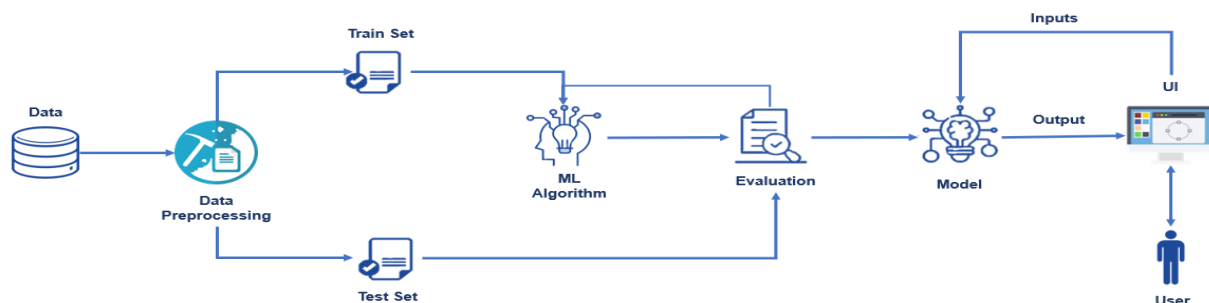 Inputs
Train Set
UI
Data
Output
ML
Algorithm
Evaluation
Model
Data
Preprocessing
Test Set
User